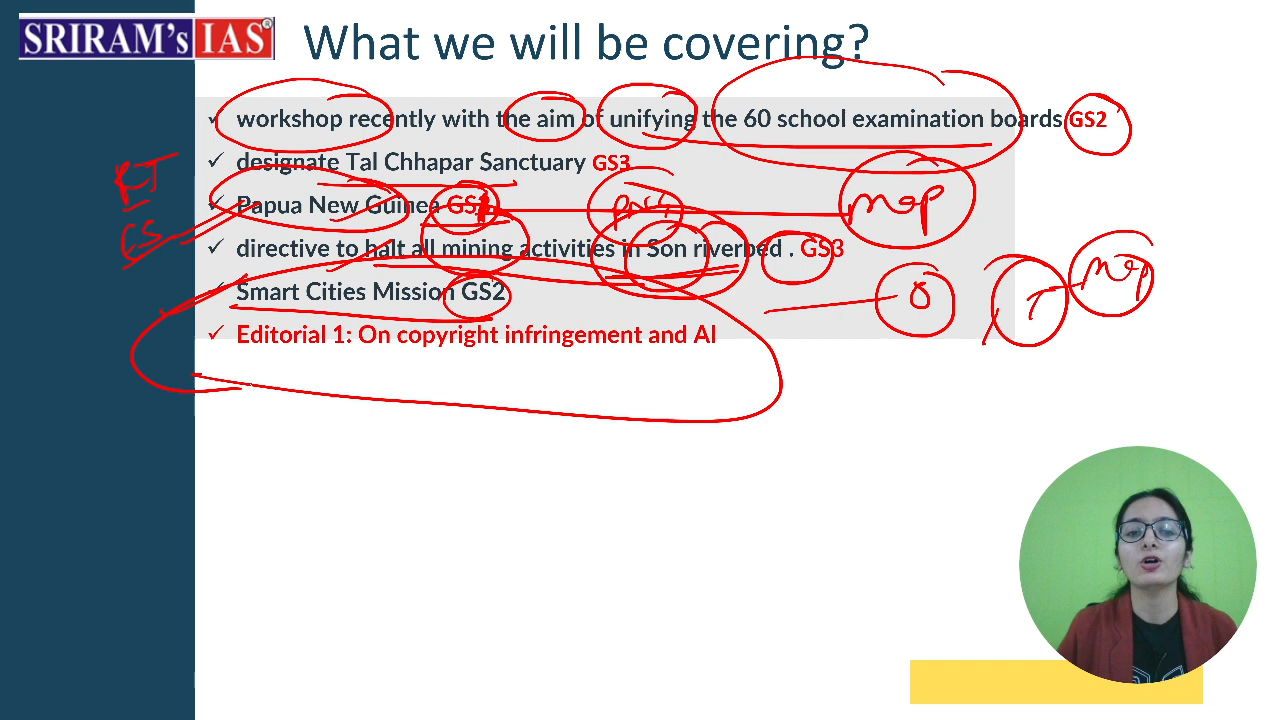 SRIRAM's IAS
What we will be covering?
✓ workshop recently with the aim of unifying the 60 school examination boards GS2
✓ designate Tal Chhapar Sanctuary GS3
✓ Papua New Guinea
✓ directive to halt all mining activities in Son riverbed . GS3
✓ Smart Cities Mission GS2
✓ Editorial 1: On copyright infringement and AI
PNG
Map
Map